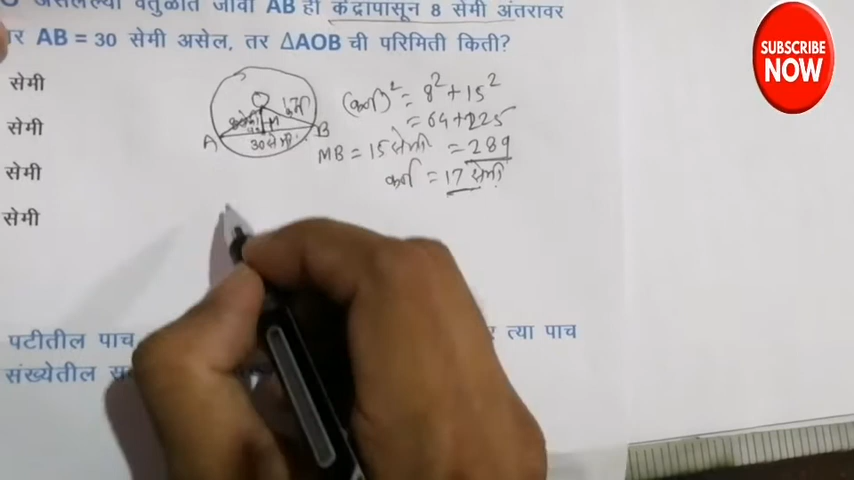 असलेल्या वर्तुळात जीवा AB ही केंद्रापासून 8 सेमी अंतरावर
र AB = 30 सेमी असेल, तर △AOB ची परिमिती किती?
सेमी
सेमी
सेमी
सेमी
A
B
M
30 सेमी
(कर्ण)² = 8² + 15²
= 64 + 225
MB = 15 सेमी = 289
कर्ण = 17 सेमी
पटीतील पाच
त्या पाच
संख्येतील
SUBSCRIBE
NOW